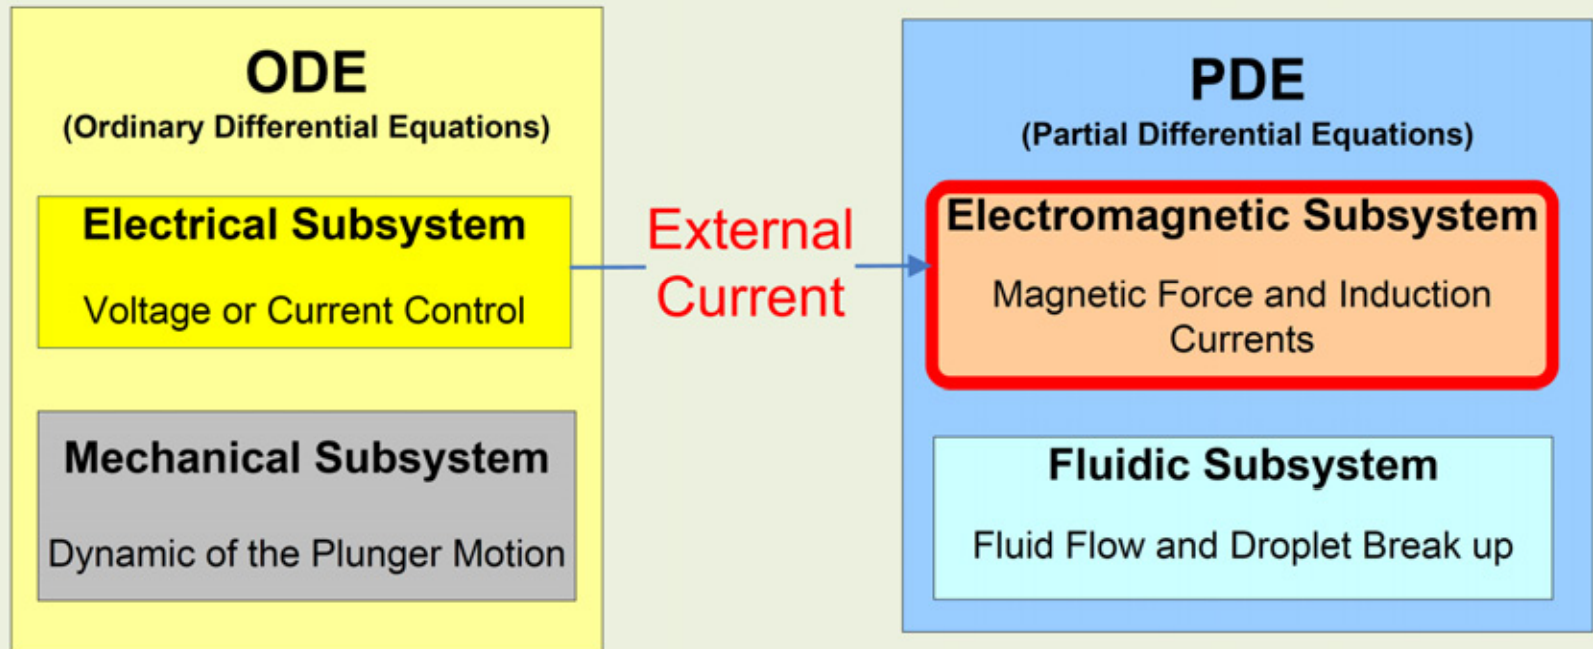 ODE
(Ordinary Differential Equations)
Electrical Subsystem
Voltage or Current Control
Mechanical Subsystem
Dynamic of the Plunger Motion
External
Current
PDE
(Partial Differential Equations)
Electromagnetic Subsystem
Magnetic Force and Induction
Currents
Fluidic Subsystem
Fluid Flow and Droplet Break up